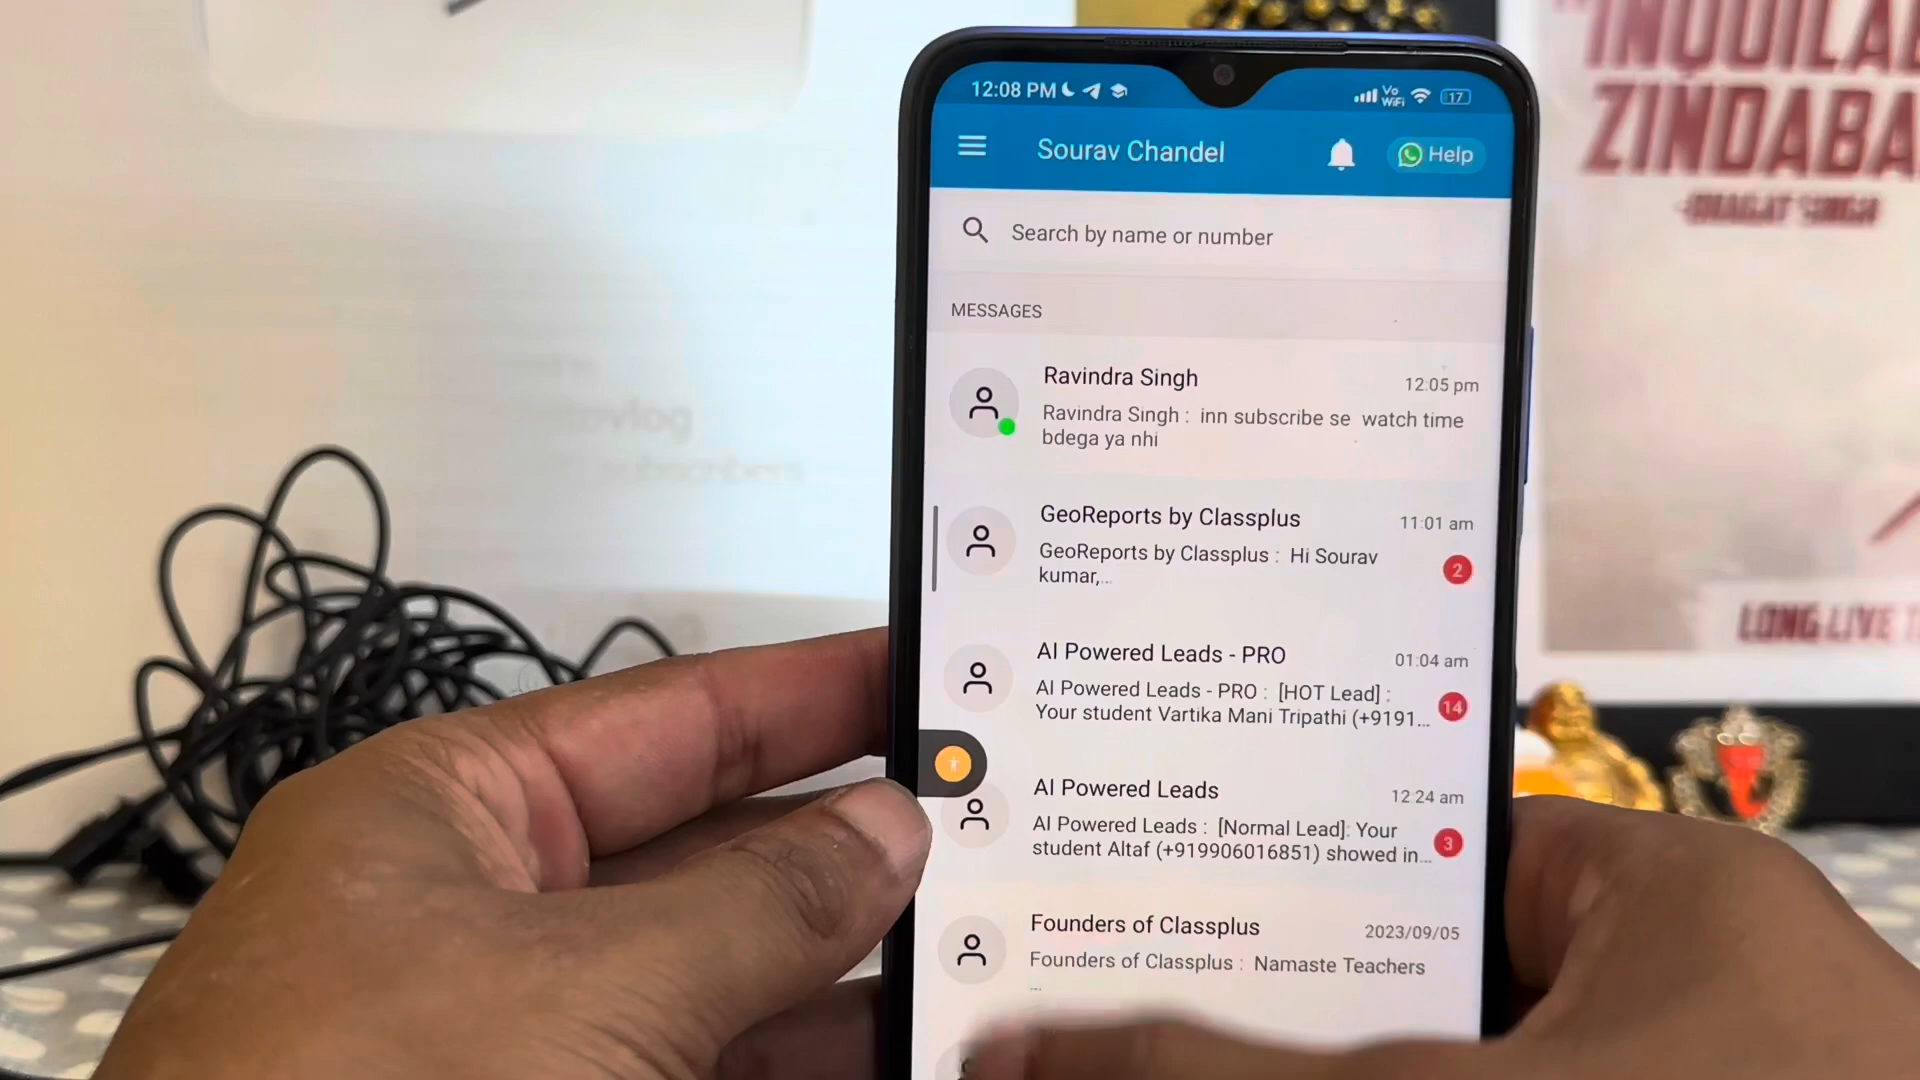 12:08 PM
Vo
WiFi
17
Sourav Chandel
Help
Search by name or number
MESSAGES
Ravindra Singh
12:05 pm
Ravindra Singh : inn subscribe se watch time
bdega ya nhi
GeoReports by Classplus
11:01 am
GeoReports by Classplus : Hi Sourav
kumar,...
2
AI Powered Leads - PRO
01:04 am
AI Powered Leads - PRO : [HOT Lead] :
Your student Vartika Mani Tripathi (+9191...
14
AI Powered Leads
12:24 am
AI Powered Leads : [Normal Lead]: Your
student Altaf (+919906016851) showed in...
3
Founders of Classplus
2023/09/05
Founders of Classplus : Namaste Teachers
...
INQUILA
ZINDABA
-BHAGAT SINGH
LONG LIVE T
vlog
subscribers